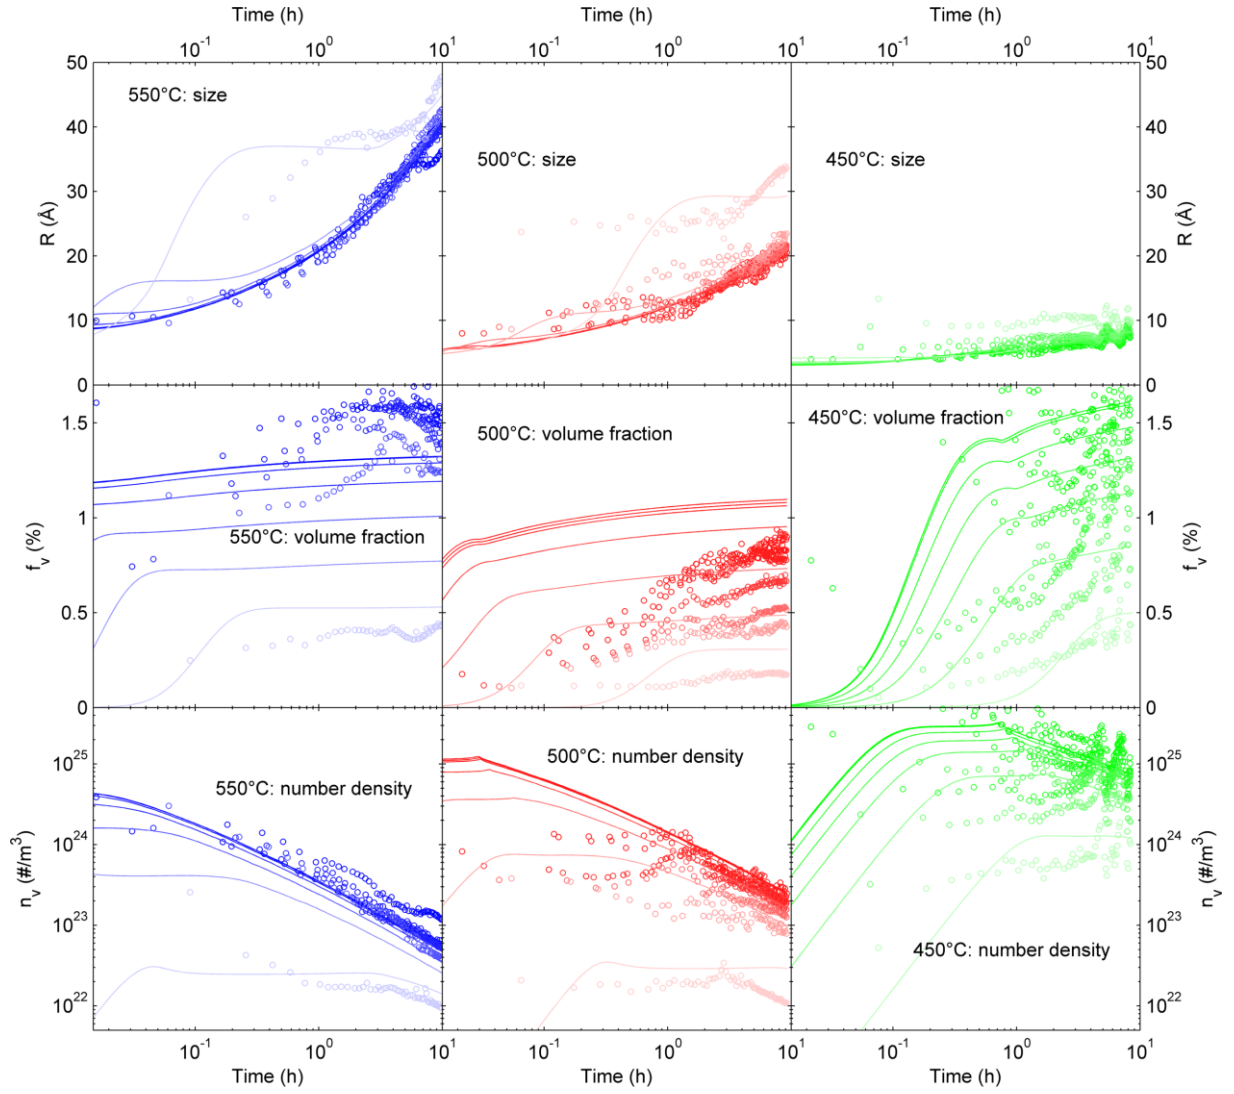 Time (h) Time (h) Time (h)
10⁻¹ 10⁰ 10¹ 10⁻¹ 10⁰ 10¹ 10⁻¹ 10⁰ 10¹
50 50
550°C: size
40 40
500°C: size 450°C: size
R (Å) R (Å)
30 30
20 20
10 10
0 0
450°C: volume fraction
1.5 1.5
500°C: volume fraction
1 1
550°C: volume fraction
f_v (%) f_v (%)
0.5 0.5
0 0
500°C: number density
10²⁵ 10²⁵
550°C: number density
10²⁴ 10²⁴
n_v (#/m³) n_v (#/m³)
10²³ 10²³
450°C: number density
10²² 10²²
10⁻¹ 10⁰ 10¹ 10⁻¹ 10⁰ 10¹ 10⁻¹ 10⁰ 10¹
Time (h) Time (h) Time (h)